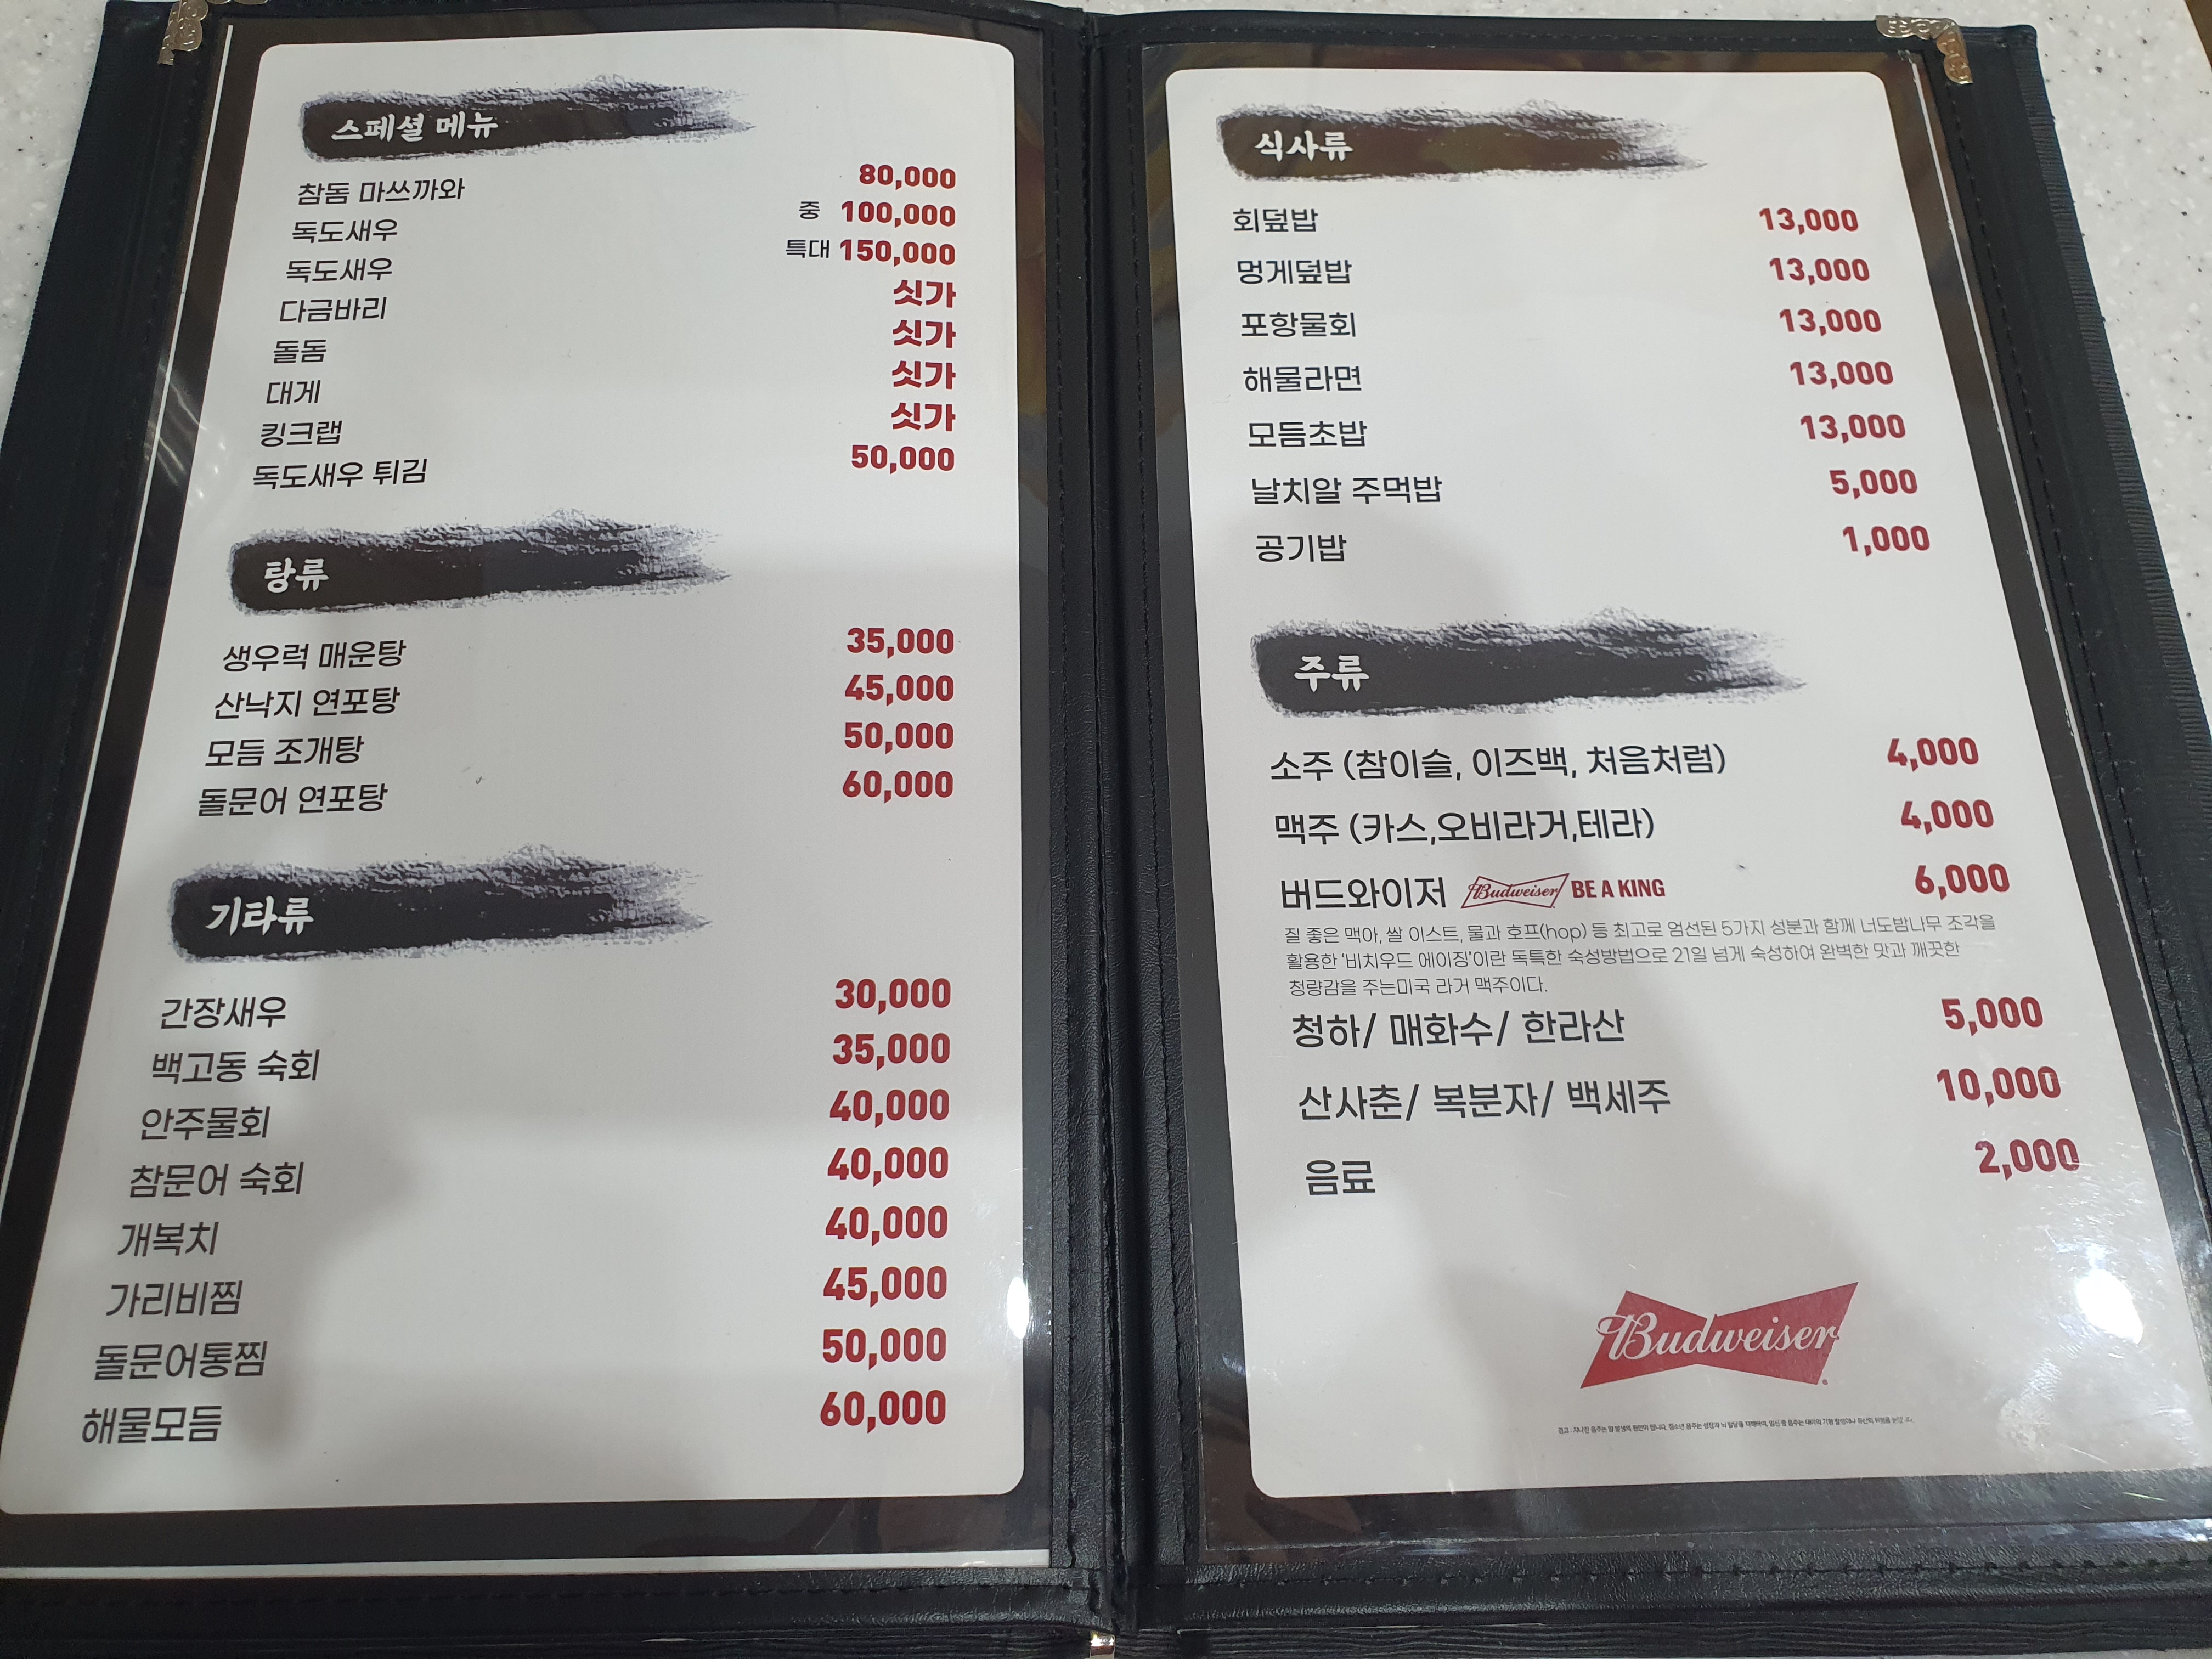 스페셜 메뉴
참돔 마쓰까와 80,000
독도새우 중 100,000
독도새우 특대 150,000
다금바리 싯가
돌돔 싯가
대게 싯가
킹크랩 싯가
독도새우 튀김 50,000
탕류
생우럭 매운탕 35,000
산낙지 연포탕 45,000
모듬 조개탕 50,000
돌문어 연포탕 60,000
기타류
간장새우 30,000
백고동 숙회 35,000
안주물회 40,000
참문어 숙회 40,000
개복치 40,000
가리비찜 45,000
돌문어통찜 50,000
해물모듬 60,000
식사류
회덮밥 13,000
멍게덮밥 13,000
포항물회 13,000
해물라면 13,000
모듬초밥 13,000
날치알 주먹밥 5,000
공기밥 1,000
주류
소주 (참이슬, 이즈백, 처음처럼) 4,000
맥주 (카스,오비라거,테라) 4,000
버드와이저 Budweiser BE A KING 6,000
질 좋은 맥아, 쌀 이스트, 물과 호프(hop) 등 최고로 엄선된 5가지 성분과 함께 너도밤나무 조각을
활용한 '비치우드 에이징'이란 독특한 숙성방법으로 21일 넘게 숙성하여 완벽한 맛과 깨끗한
청량감을 주는미국 라거 맥주이다.
청하/ 매화수/ 한라산 5,000
산사춘/ 복분자/ 백세주 10,000
음료 2,000
Budweiser